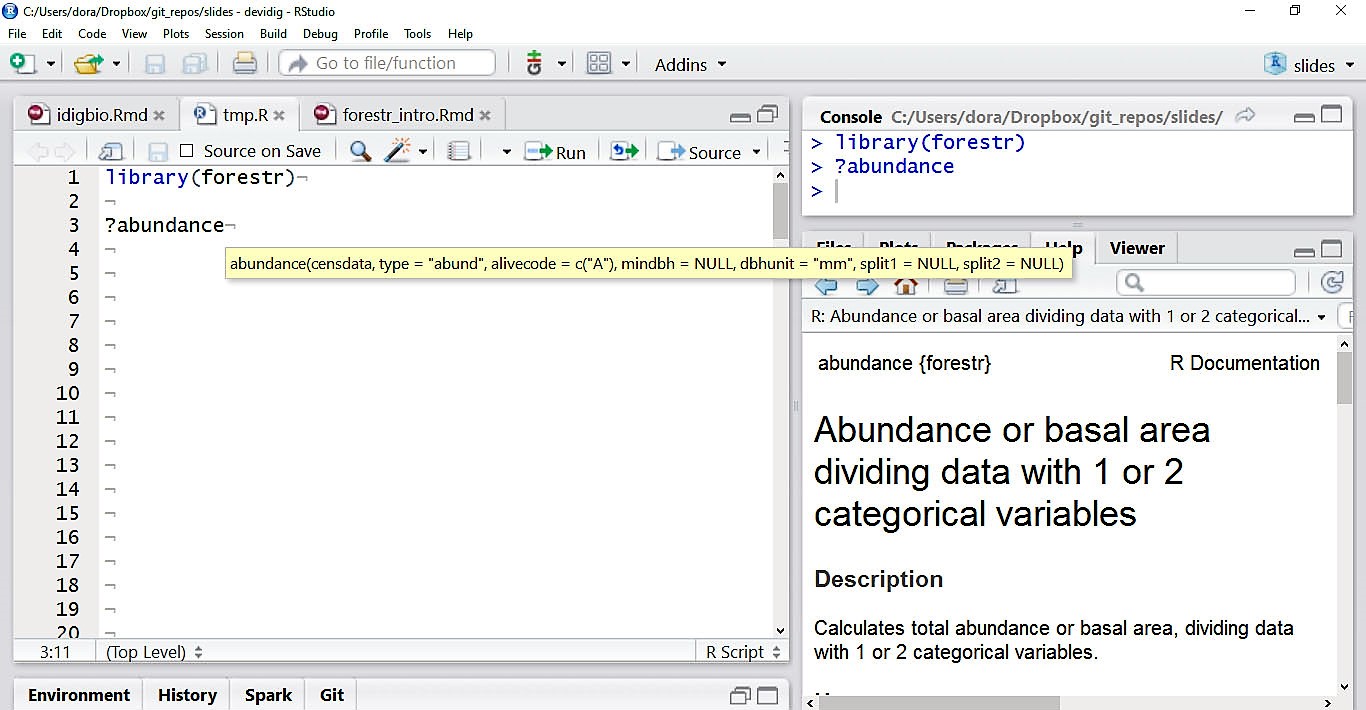 C:/Users/dora/Dropbox/git_repos/slides - devidig - RStudio
File Edit Code View Plots Session Build Debug Profile Tools Help
Go to file/function Addins slides
idigbio.Rmd tmp.R forestr_intro.Rmd
Source on Save Run Source
1 library(forestr)¬
2 ¬
3 ?abundance¬
4 ¬
5 ¬
6 ¬
7 ¬
8 ¬
9 ¬
10 ¬
11 ¬
12 ¬
13 ¬
14 ¬
15 ¬
16 ¬
17 ¬
18 ¬
19 ¬
20 ¬
abundance(censdata, type = "abund", alivecode = c("A"), mindbh = NULL, dbhunit = "mm", split1 = NULL, split2 = NULL)
3:11 (Top Level) R Script
Environment History Spark Git
Console C:/Users/dora/Dropbox/git_repos/slides/
> library(forestr)
> ?abundance
>
Files Plots Packages Help Viewer
R: Abundance or basal area dividing data with 1 or 2 categorical...
abundance {forestr} R Documentation
Abundance or basal area
dividing data with 1 or 2
categorical variables
Description
Calculates total abundance or basal area, dividing data
with 1 or 2 categorical variables.